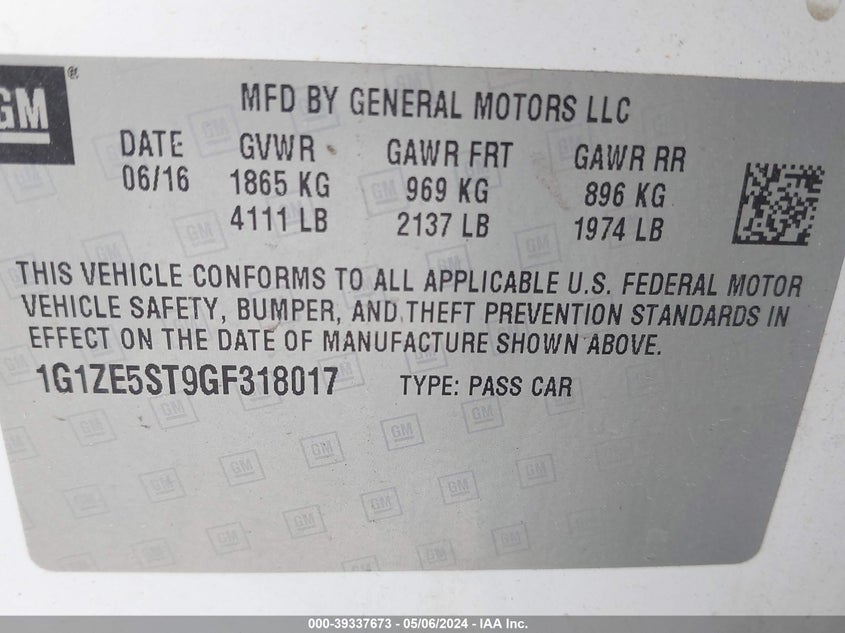 GM®
MFD BY GENERAL MOTORS LLC
DATE GVWR GAWR FRT GAWR RR
06/16 1865 KG 969 KG 896 KG
4111 LB 2137 LB 1974 LB
THIS VEHICLE CONFORMS TO ALL APPLICABLE U.S. FEDERAL MOTOR
VEHICLE SAFETY, BUMPER, AND THEFT PREVENTION STANDARDS IN
EFFECT ON THE DATE OF MANUFACTURE SHOWN ABOVE.
1G1ZE5ST9GF318017 TYPE: PASS CAR
000-39337673 - 05/06/2024 - IAA Inc.